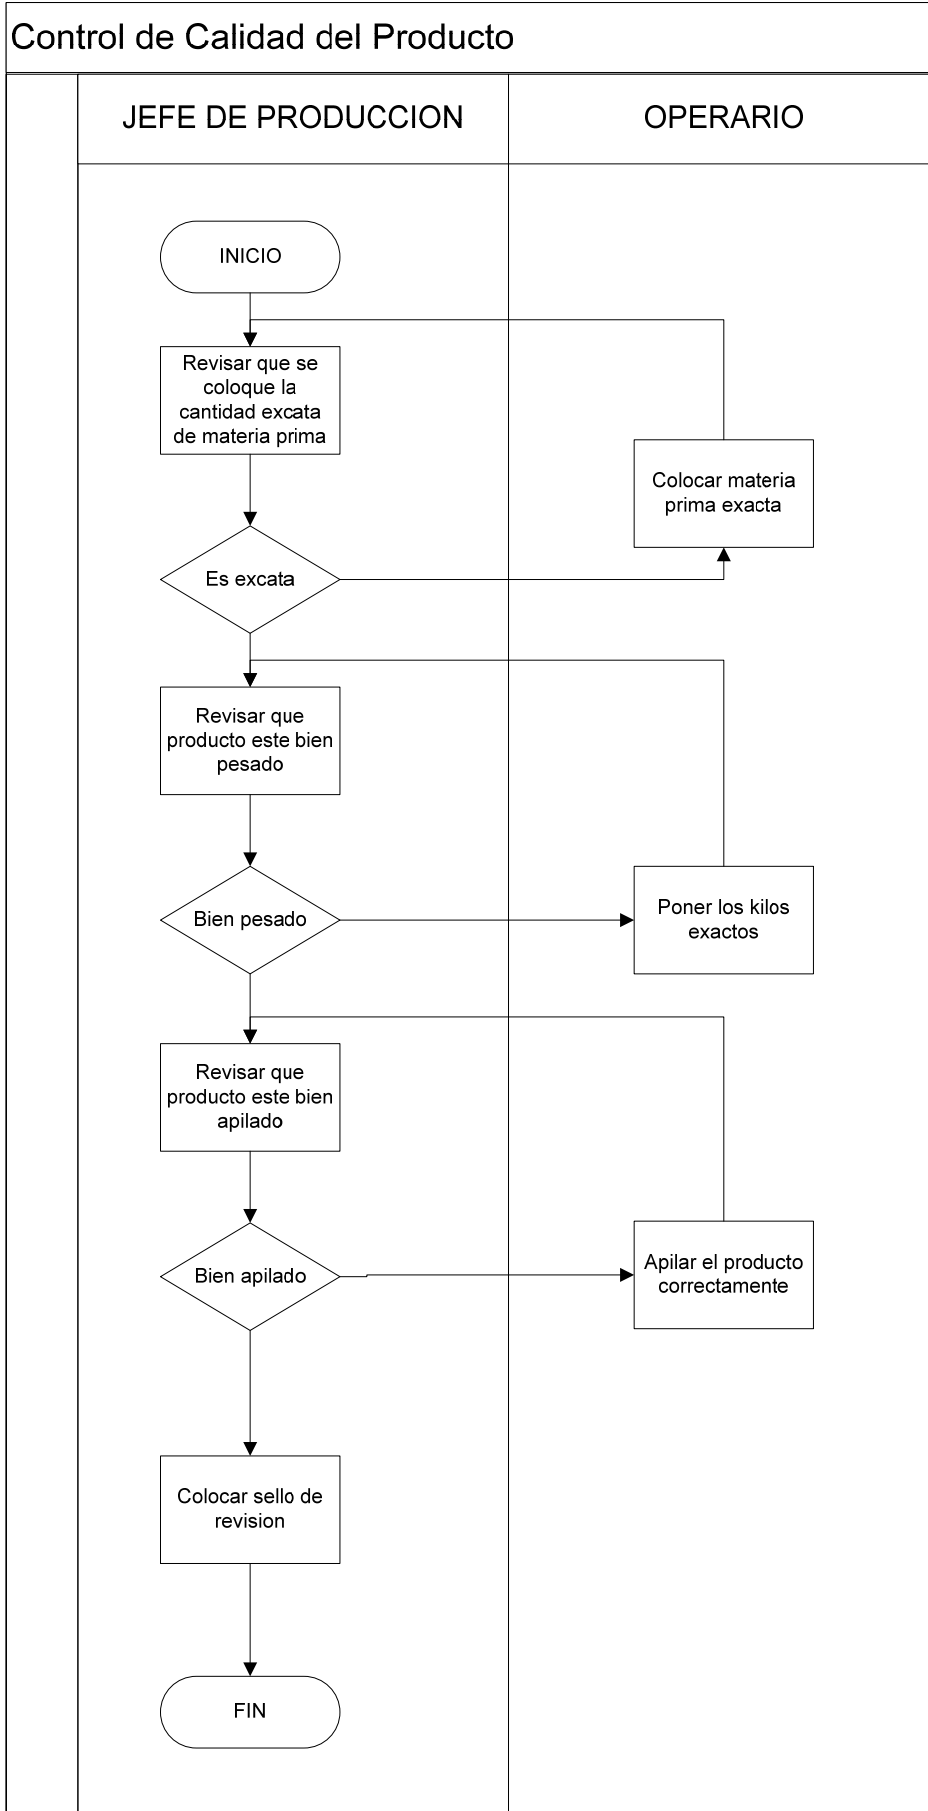 Control de Calidad del Producto
JEFE DE PRODUCCION
OPERARIO
INICIO
Revisar que se
coloque la
cantidad excata
de materia prima
Colocar materia
prima exacta
Es excata
Revisar que
producto este bien
pesado
Bien pesado
Poner los kilos
exactos
Revisar que
producto este bien
apilado
Bien apilado
Apilar el producto
correctamente
Colocar sello de
revision
FIN